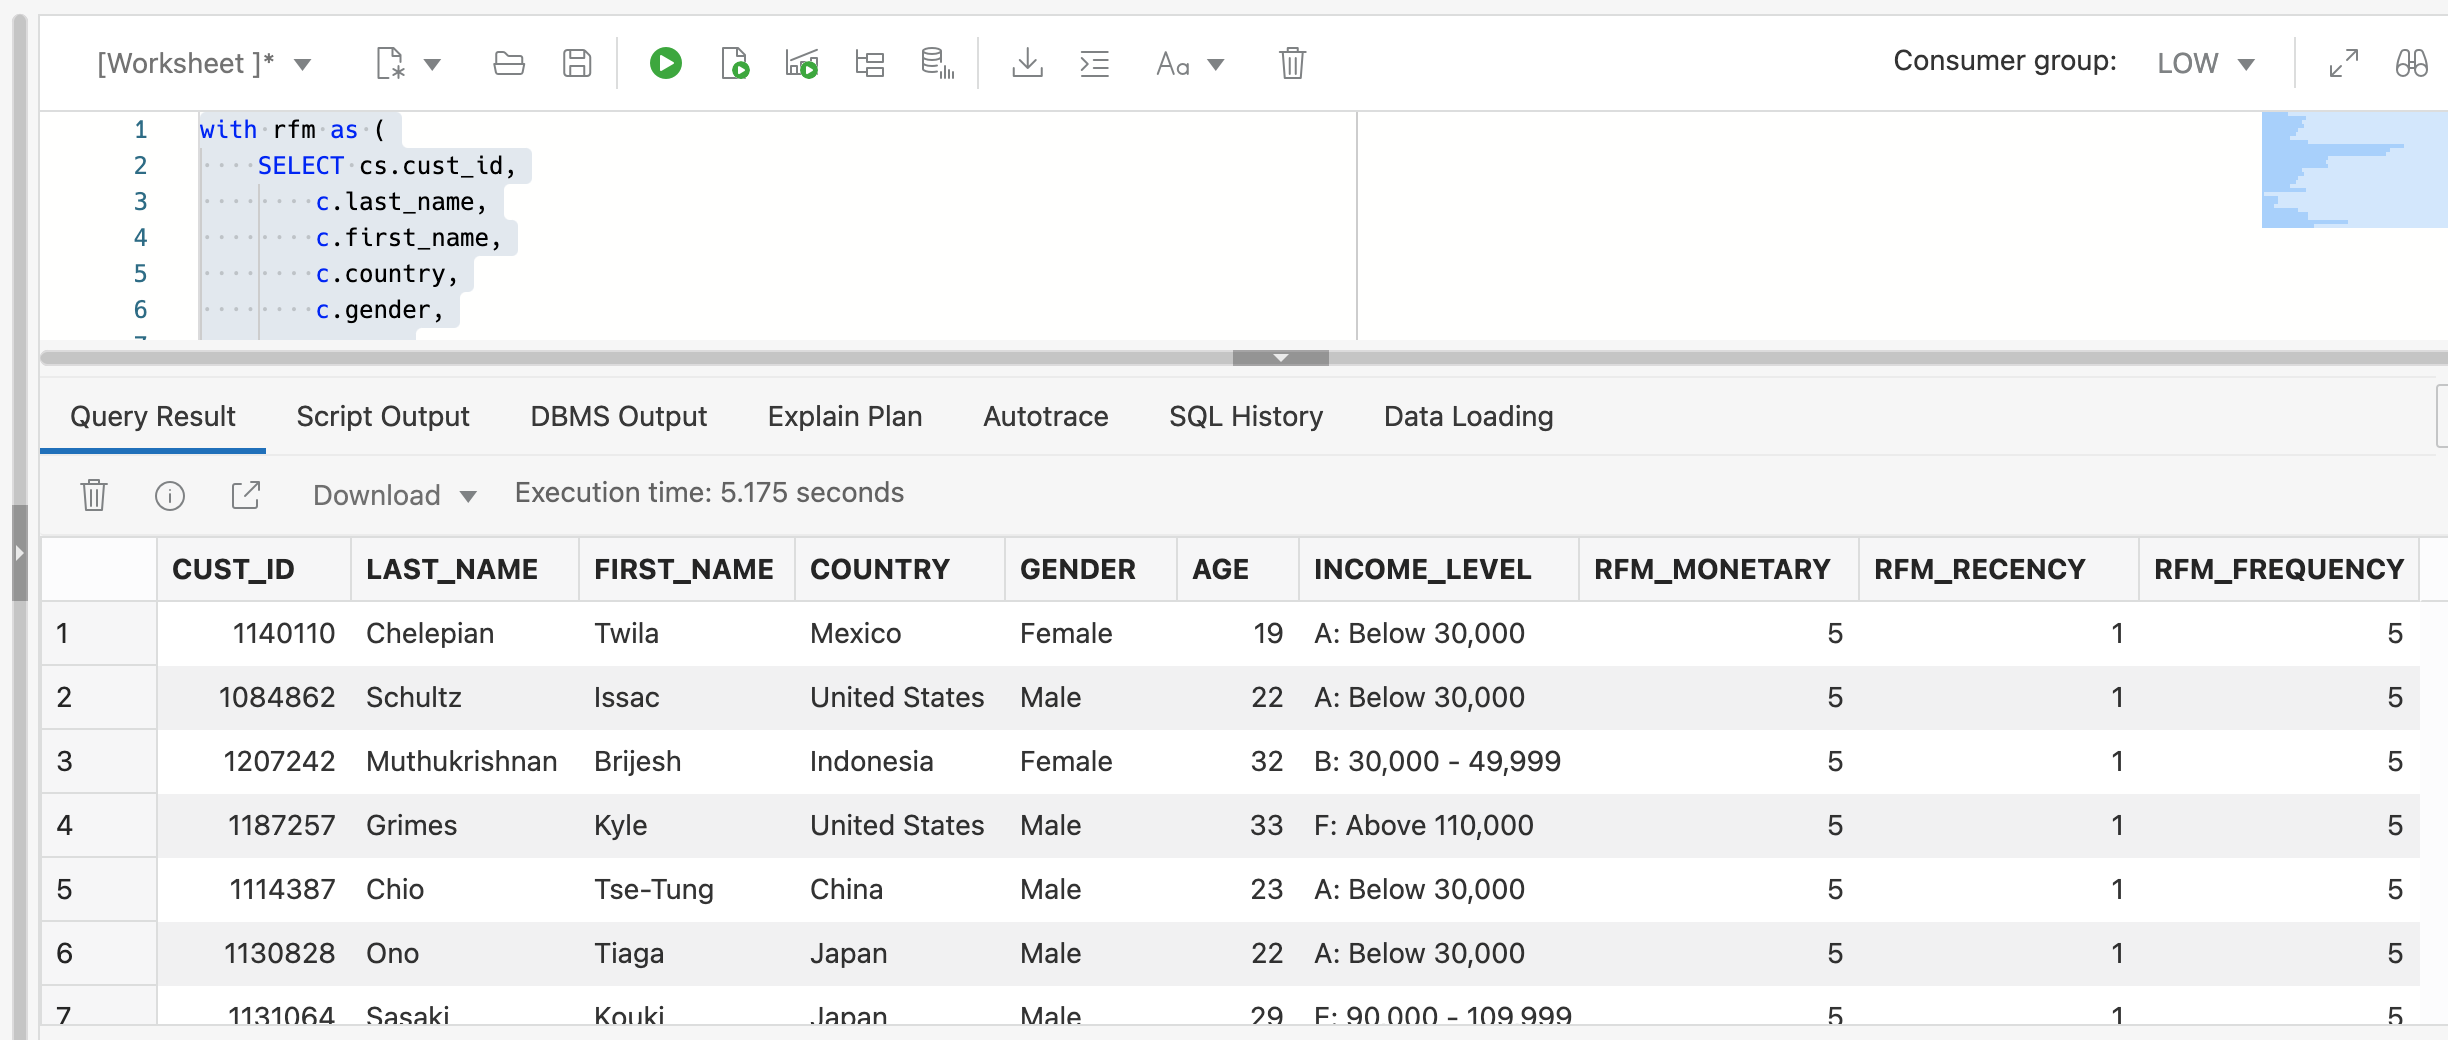 [Worksheet ]* Aa Consumer group: LOW
1 with rfm as (
2 SELECT cs.cust_id,
3 c.last_name,
4 c.first_name,
5 c.country,
6 c.gender,
Query Result Script Output DBMS Output Explain Plan Autotrace SQL History Data Loading
Download Execution time: 5.175 seconds
CUST_ID LAST_NAME FIRST_NAME COUNTRY GENDER AGE INCOME_LEVEL RFM_MONETARY RFM_RECENCY RFM_FREQUENCY
1 1140110 Chelepian Twila Mexico Female 19 A: Below 30,000 5 1 5
2 1084862 Schultz Issac United States Male 22 A: Below 30,000 5 1 5
3 1207242 Muthukrishnan Brijesh Indonesia Female 32 B: 30,000 - 49,999 5 1 5
4 1187257 Grimes Kyle United States Male 33 F: Above 110,000 5 1 5
5 1114387 Chio Tse-Tung China Male 23 A: Below 30,000 5 1 5
6 1130828 Ono Tiaga Japan Male 22 A: Below 30,000 5 1 5
7 1131064 Sasaki Kouki Japan Male 29 E: 90,000 - 109,999 5 1 5